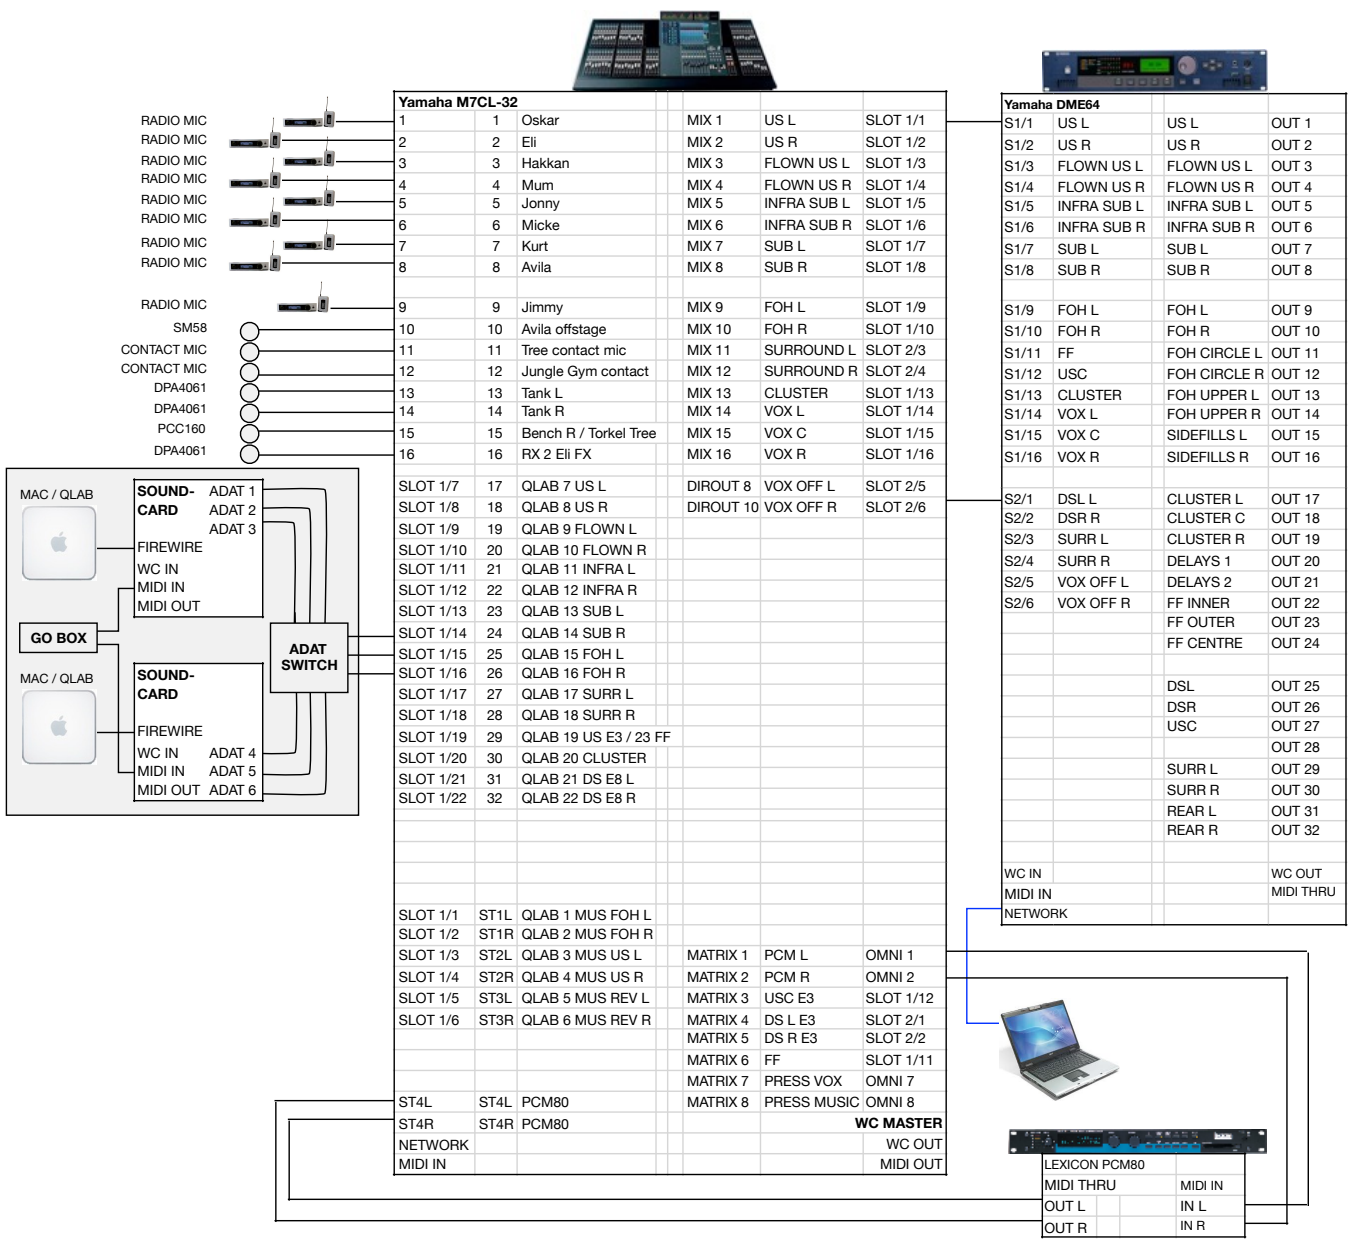 Yamaha M7CL-32
RADIO MIC 1 1 Oskar MIX 1 US L SLOT 1/1
RADIO MIC 2 2 Eli MIX 2 US R SLOT 1/2
RADIO MIC 3 3 Hakkan MIX 3 FLOWN US L SLOT 1/3
RADIO MIC 4 4 Mum MIX 4 FLOWN US R SLOT 1/4
RADIO MIC 5 5 Jonny MIX 5 INFRA SUB L SLOT 1/5
RADIO MIC 6 6 Micke MIX 6 INFRA SUB R SLOT 1/6
RADIO MIC 7 7 Kurt MIX 7 SUB L SLOT 1/7
RADIO MIC 8 8 Avila MIX 8 SUB R SLOT 1/8
RADIO MIC 9 9 Jimmy MIX 9 FOH L SLOT 1/9
SM58 10 10 Avila offstage MIX 10 FOH R SLOT 1/10
CONTACT MIC 11 11 Tree contact mic MIX 11 SURROUND L SLOT 2/3
CONTACT MIC 12 12 Jungle Gym contact MIX 12 SURROUND R SLOT 2/4
DPA4061 13 13 Tank L MIX 13 CLUSTER SLOT 1/13
DPA4061 14 14 Tank R MIX 14 VOX L SLOT 1/14
PCC160 15 15 Bench R / Torkel Tree MIX 15 VOX C SLOT 1/15
DPA4061 16 16 RX 2 Eli FX MIX 16 VOX R SLOT 1/16
SLOT 1/7 17 QLAB 7 US L DIROUT 8 VOX OFF L SLOT 2/5
SLOT 1/8 18 QLAB 8 US R DIROUT 10 VOX OFF R SLOT 2/6
SLOT 1/9 19 QLAB 9 FLOWN L
SLOT 1/10 20 QLAB 10 FLOWN R
SLOT 1/11 21 QLAB 11 INFRA L
SLOT 1/12 22 QLAB 12 INFRA R
SLOT 1/13 23 QLAB 13 SUB L
SLOT 1/14 24 QLAB 14 SUB R
SLOT 1/15 25 QLAB 15 FOH L
SLOT 1/16 26 QLAB 16 FOH R
SLOT 1/17 27 QLAB 17 SURR L
SLOT 1/18 28 QLAB 18 SURR R
SLOT 1/19 29 QLAB 19 US E3 / 23 FF
SLOT 1/20 30 QLAB 20 CLUSTER
SLOT 1/21 31 QLAB 21 DS E8 L
SLOT 1/22 32 QLAB 22 DS E8 R
SLOT 1/1 ST1L QLAB 1 MUS FOH L
SLOT 1/2 ST1R QLAB 2 MUS FOH R
SLOT 1/3 ST2L QLAB 3 MUS US L MATRIX 1 PCM L OMNI 1
SLOT 1/4 ST2R QLAB 4 MUS US R MATRIX 2 PCM R OMNI 2
SLOT 1/5 ST3L QLAB 5 MUS REV L MATRIX 3 USC E3 SLOT 1/12
SLOT 1/6 ST3R QLAB 6 MUS REV R MATRIX 4 DS L E3 SLOT 2/1
MATRIX 5 DS R E3 SLOT 2/2
MATRIX 6 FF SLOT 1/11
MATRIX 7 PRESS VOX OMNI 7
ST4L ST4L PCM80 MATRIX 8 PRESS MUSIC OMNI 8
ST4R ST4R PCM80 WC MASTER
NETWORK WC OUT
MIDI IN MIDI OUT
MAC / QLAB
SOUND-CARD
ADAT 1
ADAT 2
ADAT 3
FIREWIRE
WC IN
MIDI IN
MIDI OUT
GO BOX
ADAT
SWITCH
MAC / QLAB
SOUND-
CARD
FIREWIRE
WC IN ADAT 4
MIDI IN ADAT 5
MIDI OUT ADAT 6
Yamaha DME64
S1/1 US L US L OUT 1
S1/2 US R US R OUT 2
S1/3 FLOWN US L FLOWN US L OUT 3
S1/4 FLOWN US R FLOWN US R OUT 4
S1/5 INFRA SUB L INFRA SUB L OUT 5
S1/6 INFRA SUB R INFRA SUB R OUT 6
S1/7 SUB L SUB L OUT 7
S1/8 SUB R SUB R OUT 8
S1/9 FOH L FOH L OUT 9
S1/10 FOH R FOH R OUT 10
S1/11 FF FOH CIRCLE L OUT 11
S1/12 USC FOH CIRCLE R OUT 12
S1/13 CLUSTER FOH UPPER L OUT 13
S1/14 VOX L FOH UPPER R OUT 14
S1/15 VOX C SIDEFILLS L OUT 15
S1/16 VOX R SIDEFILLS R OUT 16
S2/1 DSL L CLUSTER L OUT 17
S2/2 DSR R CLUSTER C OUT 18
S2/3 SURR L CLUSTER R OUT 19
S2/4 SURR R DELAYS 1 OUT 20
S2/5 VOX OFF L DELAYS 2 OUT 21
S2/6 VOX OFF R FF INNER OUT 22
FF OUTER OUT 23
FF CENTRE OUT 24
DSL OUT 25
DSR OUT 26
USC OUT 27
OUT 28
SURR L OUT 29
SURR R OUT 30
REAR L OUT 31
REAR R OUT 32
WC IN WC OUT
MIDI IN MIDI THRU
NETWORK
LEXICON PCM80
MIDI THRU MIDI IN
OUT L IN L
OUT R IN R